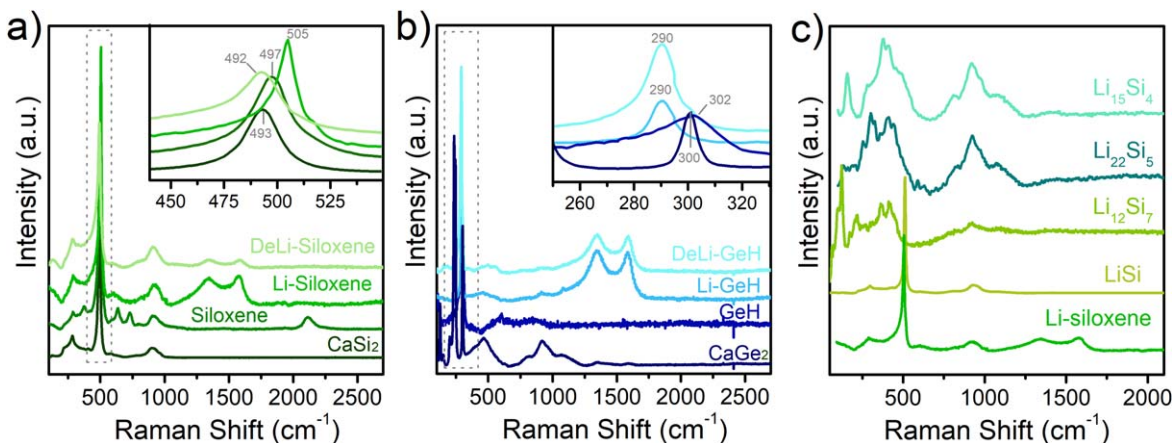 a)
Intensity (a.u.)
505
492
497
493
440 475 500 525
DeLi-Siloxene
Li-Siloxene
Siloxene
CaSi₂
500 1000 1500 2000 2500
Raman Shift (cm⁻¹)
b)
Intensity (a.u.)
290
290
302
300
260 280 300 320
DeLi-GeH
Li-GeH
GeH
CaGe₂
500 1000 1500 2000 2500
Raman Shift (cm⁻¹)
c)
Intensity (a.u.)
Li₁₅Si₄
Li₂₂Si₅
Li₁₂Si₇
LiSi
Li-siloxene
500 1000 1500 2000
Raman Shift (cm⁻¹)